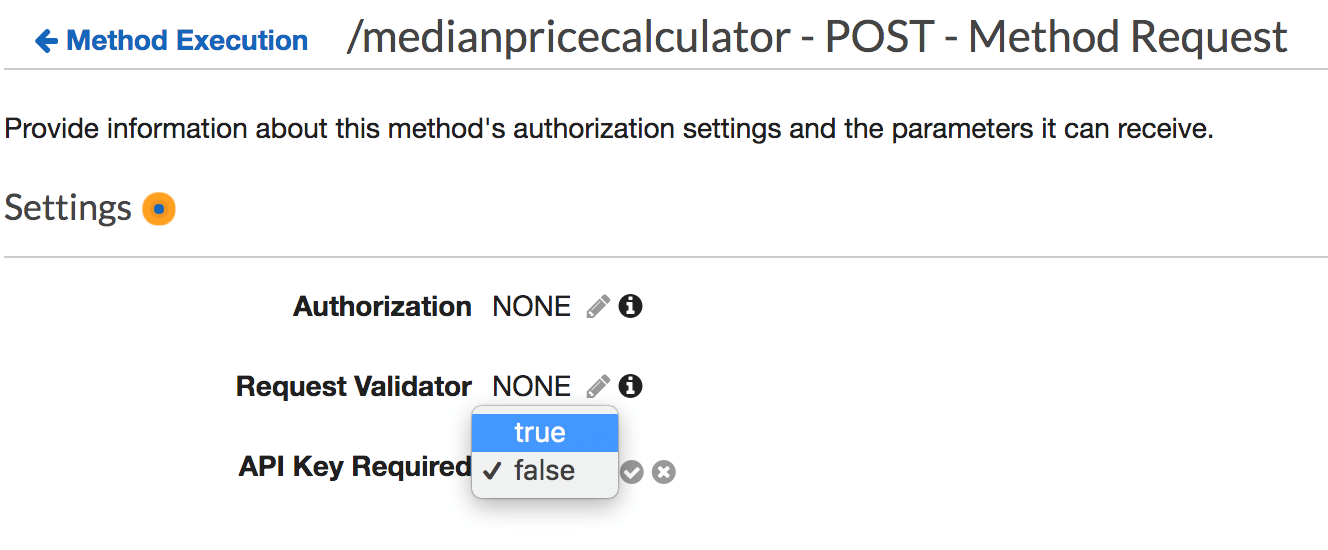 Method Execution /medianpricecalculator - POST - Method Request
Provide information about this method's authorization settings and the parameters it can receive.
Settings
Authorization NONE
Request Validator NONE
true
API Key Required false